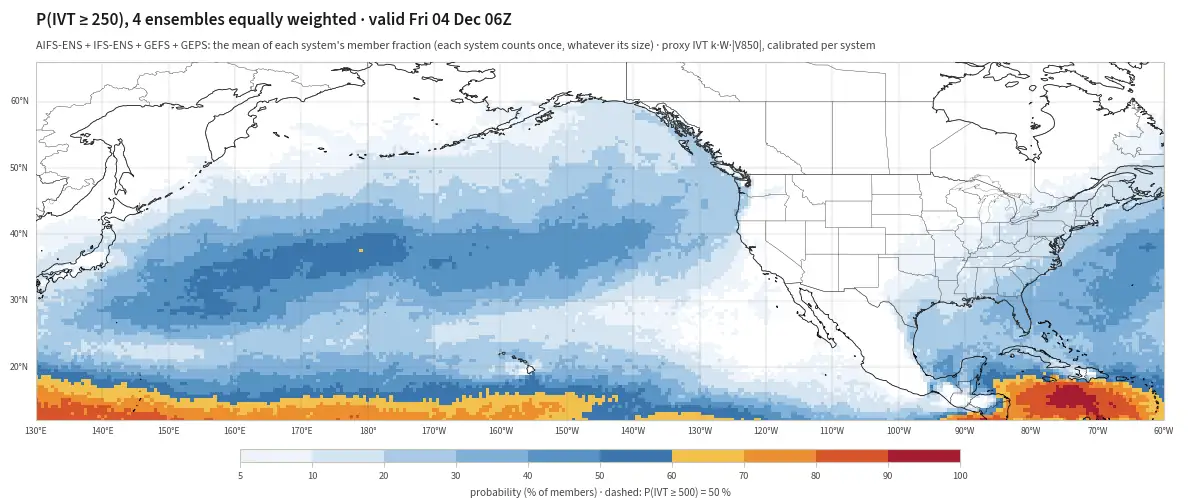 P(IVT ≥ 250), 4 ensembles equally weighted · valid Fri 04 Dec 06Z
AIFS-ENS + IFS-ENS + GEFS + GEPS: the mean of each system's member fraction (each system counts once, whatever its size) · proxy IVT k·W·|V850|, calibrated per system
60°N
50°N
40°N
30°N
20°N
130°E 140°E 150°E 160°E 170°E 180° 170°W 160°W 150°W 140°W 130°W 120°W 110°W 100°W 90°W 80°W 70°W 60°W
5 10 20 30 40 50 60 70 80 90 100
probability (% of members) · dashed: P(IVT ≥ 500) = 50 %